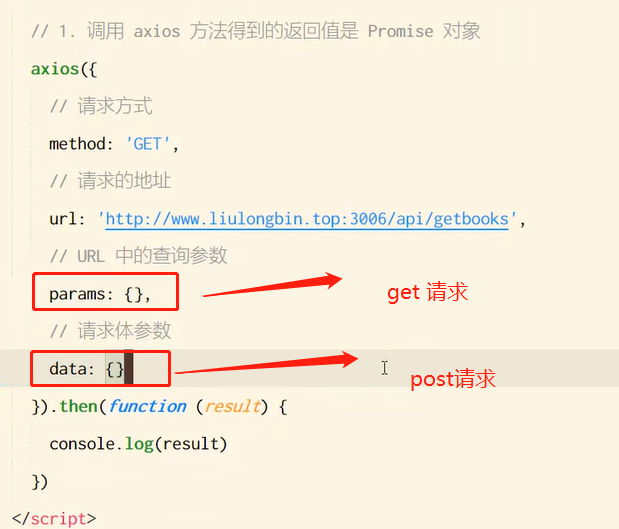 // 1. 调用 axios 方法得到的返回值是 Promise 对象
axios({
// 请求方式
method: 'GET',
// 请求的地址
url: 'http://www.liulongbin.top:3006/api/getbooks',
// URL 中的查询参数
params: {},
get 请求
// 请求体参数
data: {}
post请求
}).then(function (result) {
console.log(result)
})
</script>